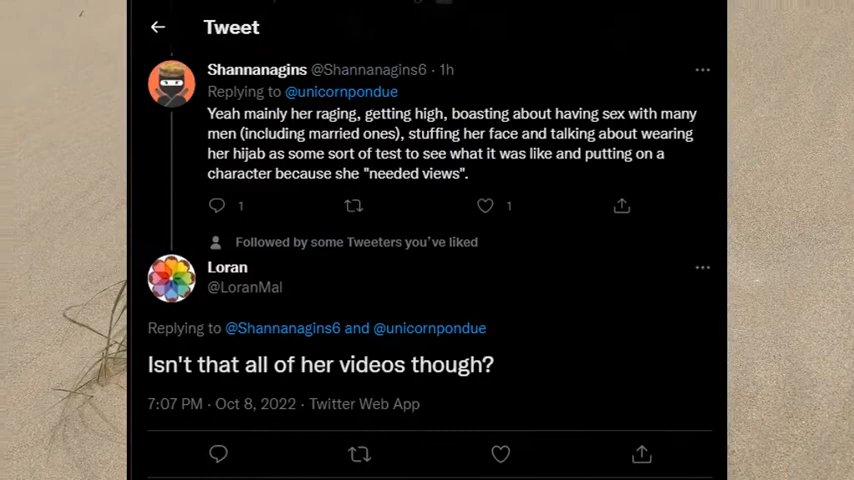 Tweet
Shannanagins @Shannanagins6 · 1h
Replying to @unicornpondue
Yeah mainly her raging, getting high, boasting about having sex with many
men (including married ones), stuffing her face and talking about wearing
her hijab as some sort of test to see what it was like and putting on a
character because she "needed views".
1 1
Followed by some Tweeters you've liked
Loran
@LoranMal
Replying to @Shannanagins6 and @unicornpondue
Isn't that all of her videos though?
7:07 PM · Oct 8, 2022 · Twitter Web App